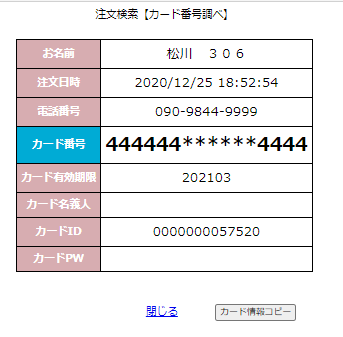 注文検索【カード番号調べ】
お名前 松川　３０６
注文日時 2020/12/25 18:52:54
電話番号 090-9844-9999
カード番号 444444******4444
カード有効期限 202103
カード名義人
カードID 0000000057520
カードPW
閉じる カード情報コピー